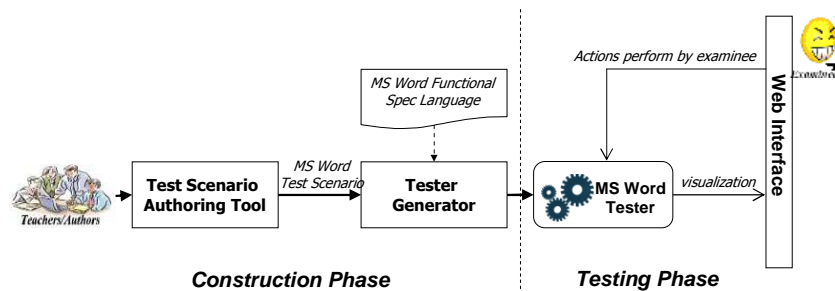 Actions perform by examinee
Examinee
MS Word Functional
Spec Language
Web Interface
MS Word
Test Scenario
Teachers/Authors
Test Scenario
Authoring Tool
Tester
Generator
MS Word
Tester
visualization
Construction Phase
Testing Phase